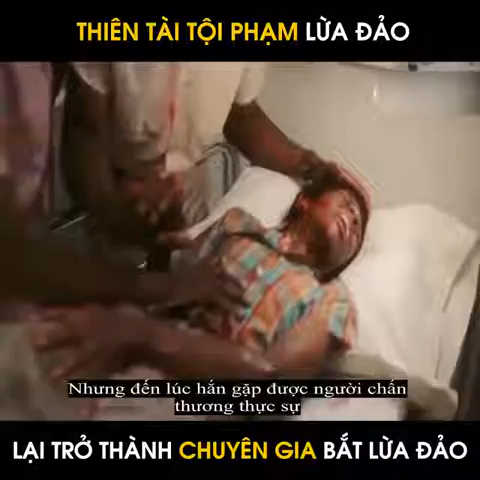 THIÊN TÀI TỘI PHẠM LỪA ĐẢO
Nhưng đến lúc hắn gặp được người chấn
thương thực sự
LẠI TRỞ THÀNH CHUYÊN GIA BẮT LỪA ĐẢO